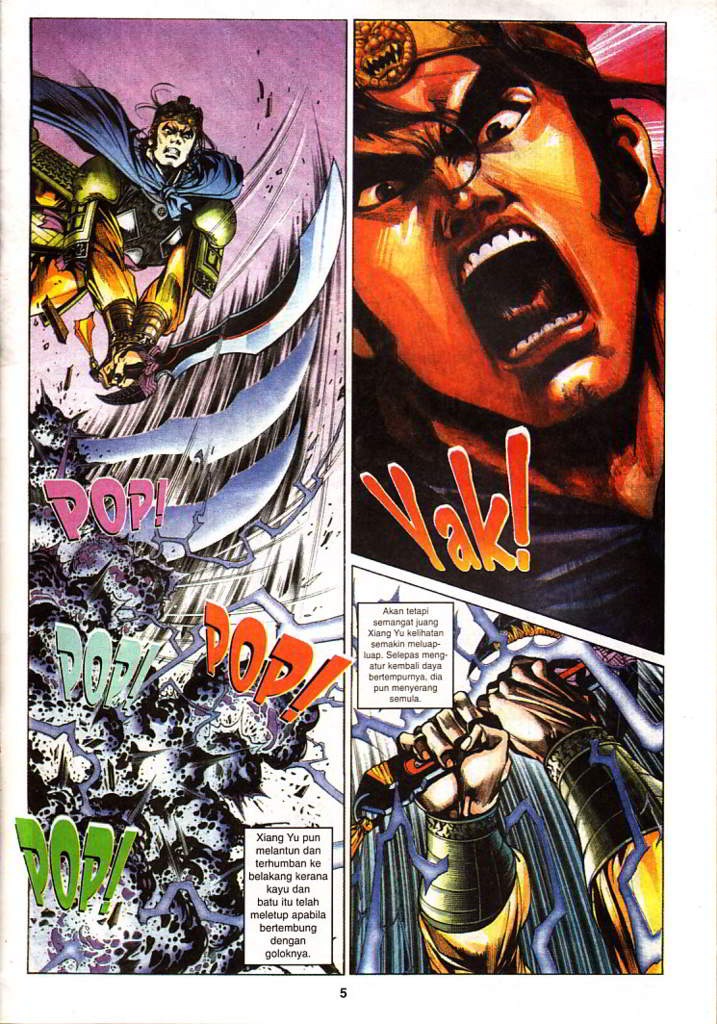 POP!
POP!
POP!
POP!
Xiang Yu pun
melantun dan
terhumban ke
belakang kerana
kayu dan
batu itu telah
meletup apabila
bertembung
dengan
goloknya.
Yak!
Akan tetapi
semangat juang
Xiang Yu kelihatan
semakin meluap-
luap. Selepas meng-
atur kembali daya
bertempurnya, dia
pun menyerang
semula.
5